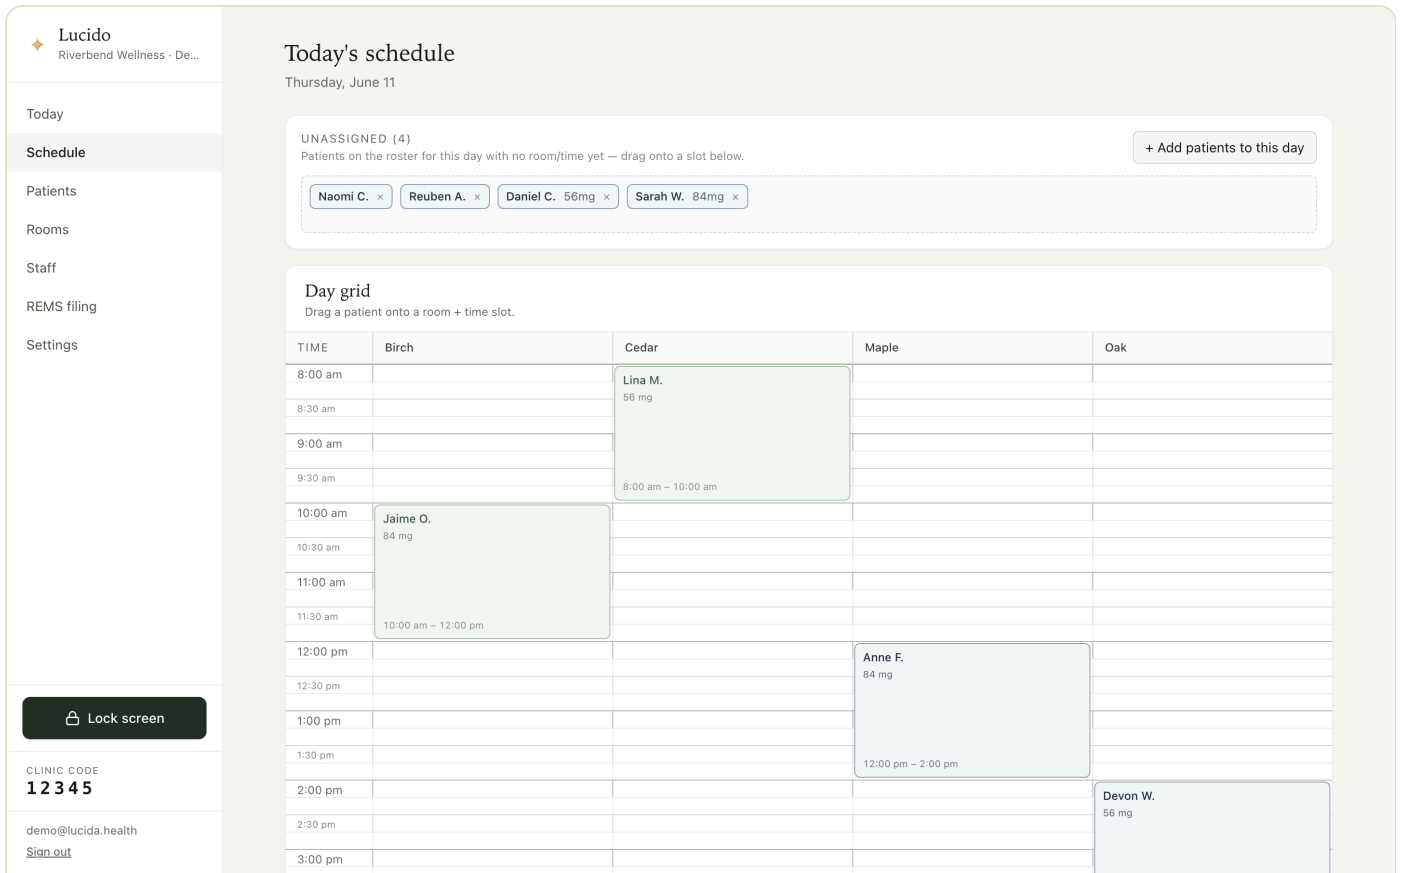 Lucido
Riverbend Wellness · De...
Today
Schedule
Patients
Rooms
Staff
REMS filing
Settings
Lock screen
CLINIC CODE
12345
demo@lucida.health
Sign out
Today's schedule
Thursday, June 11
UNASSIGNED (4)
Patients on the roster for this day with no room/time yet — drag onto a slot below.
+ Add patients to this day
Naomi C. × Reuben A. × Daniel C. 56mg × Sarah W. 84mg ×
Day grid
Drag a patient onto a room + time slot.
TIME Birch Cedar Maple Oak
8:00 am
Lina M.
56 mg
8:30 am
9:00 am
9:30 am
8:00 am – 10:00 am
10:00 am
Jaime O.
84 mg
10:30 am
11:00 am
11:30 am
10:00 am – 12:00 pm
12:00 pm
Anne F.
84 mg
12:30 pm
1:00 pm
1:30 pm
12:00 pm – 2:00 pm
2:00 pm
Devon W.
56 mg
2:30 pm
3:00 pm